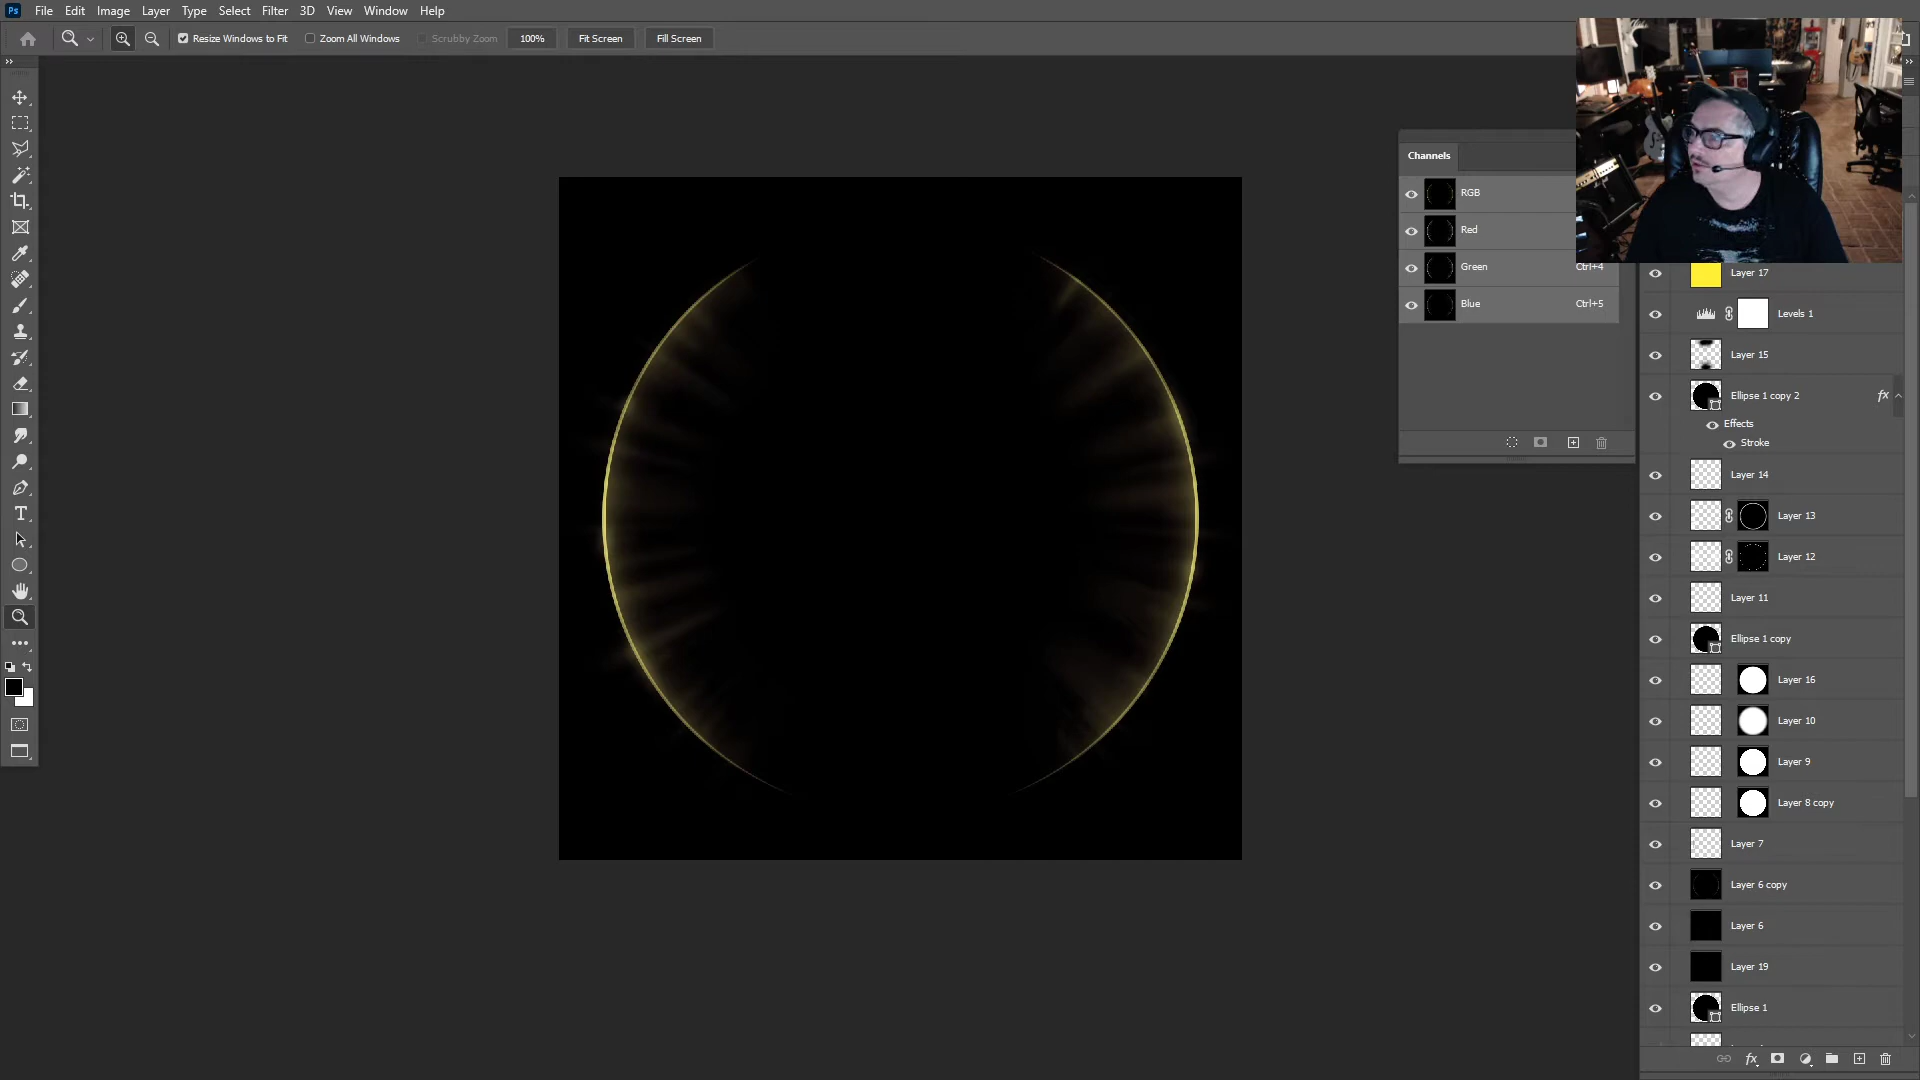 Ps File Edit Image Layer Type Select Filter 3D View Window Help
Resize Windows to Fit Zoom All Windows Scrubby Zoom 100% Fit Screen Fill Screen
Channels
RGB
Red
Green Ctrl+4
Blue Ctrl+5
Layer 17
Levels 1
Layer 15
Ellipse 1 copy 2 fx
Effects
Stroke
Layer 14
Layer 13
Layer 12
Layer 11
Ellipse 1 copy
Layer 16
Layer 10
Layer 9
Layer 8 copy
Layer 7
Layer 6 copy
Layer 6
Layer 19
Ellipse 1
fx